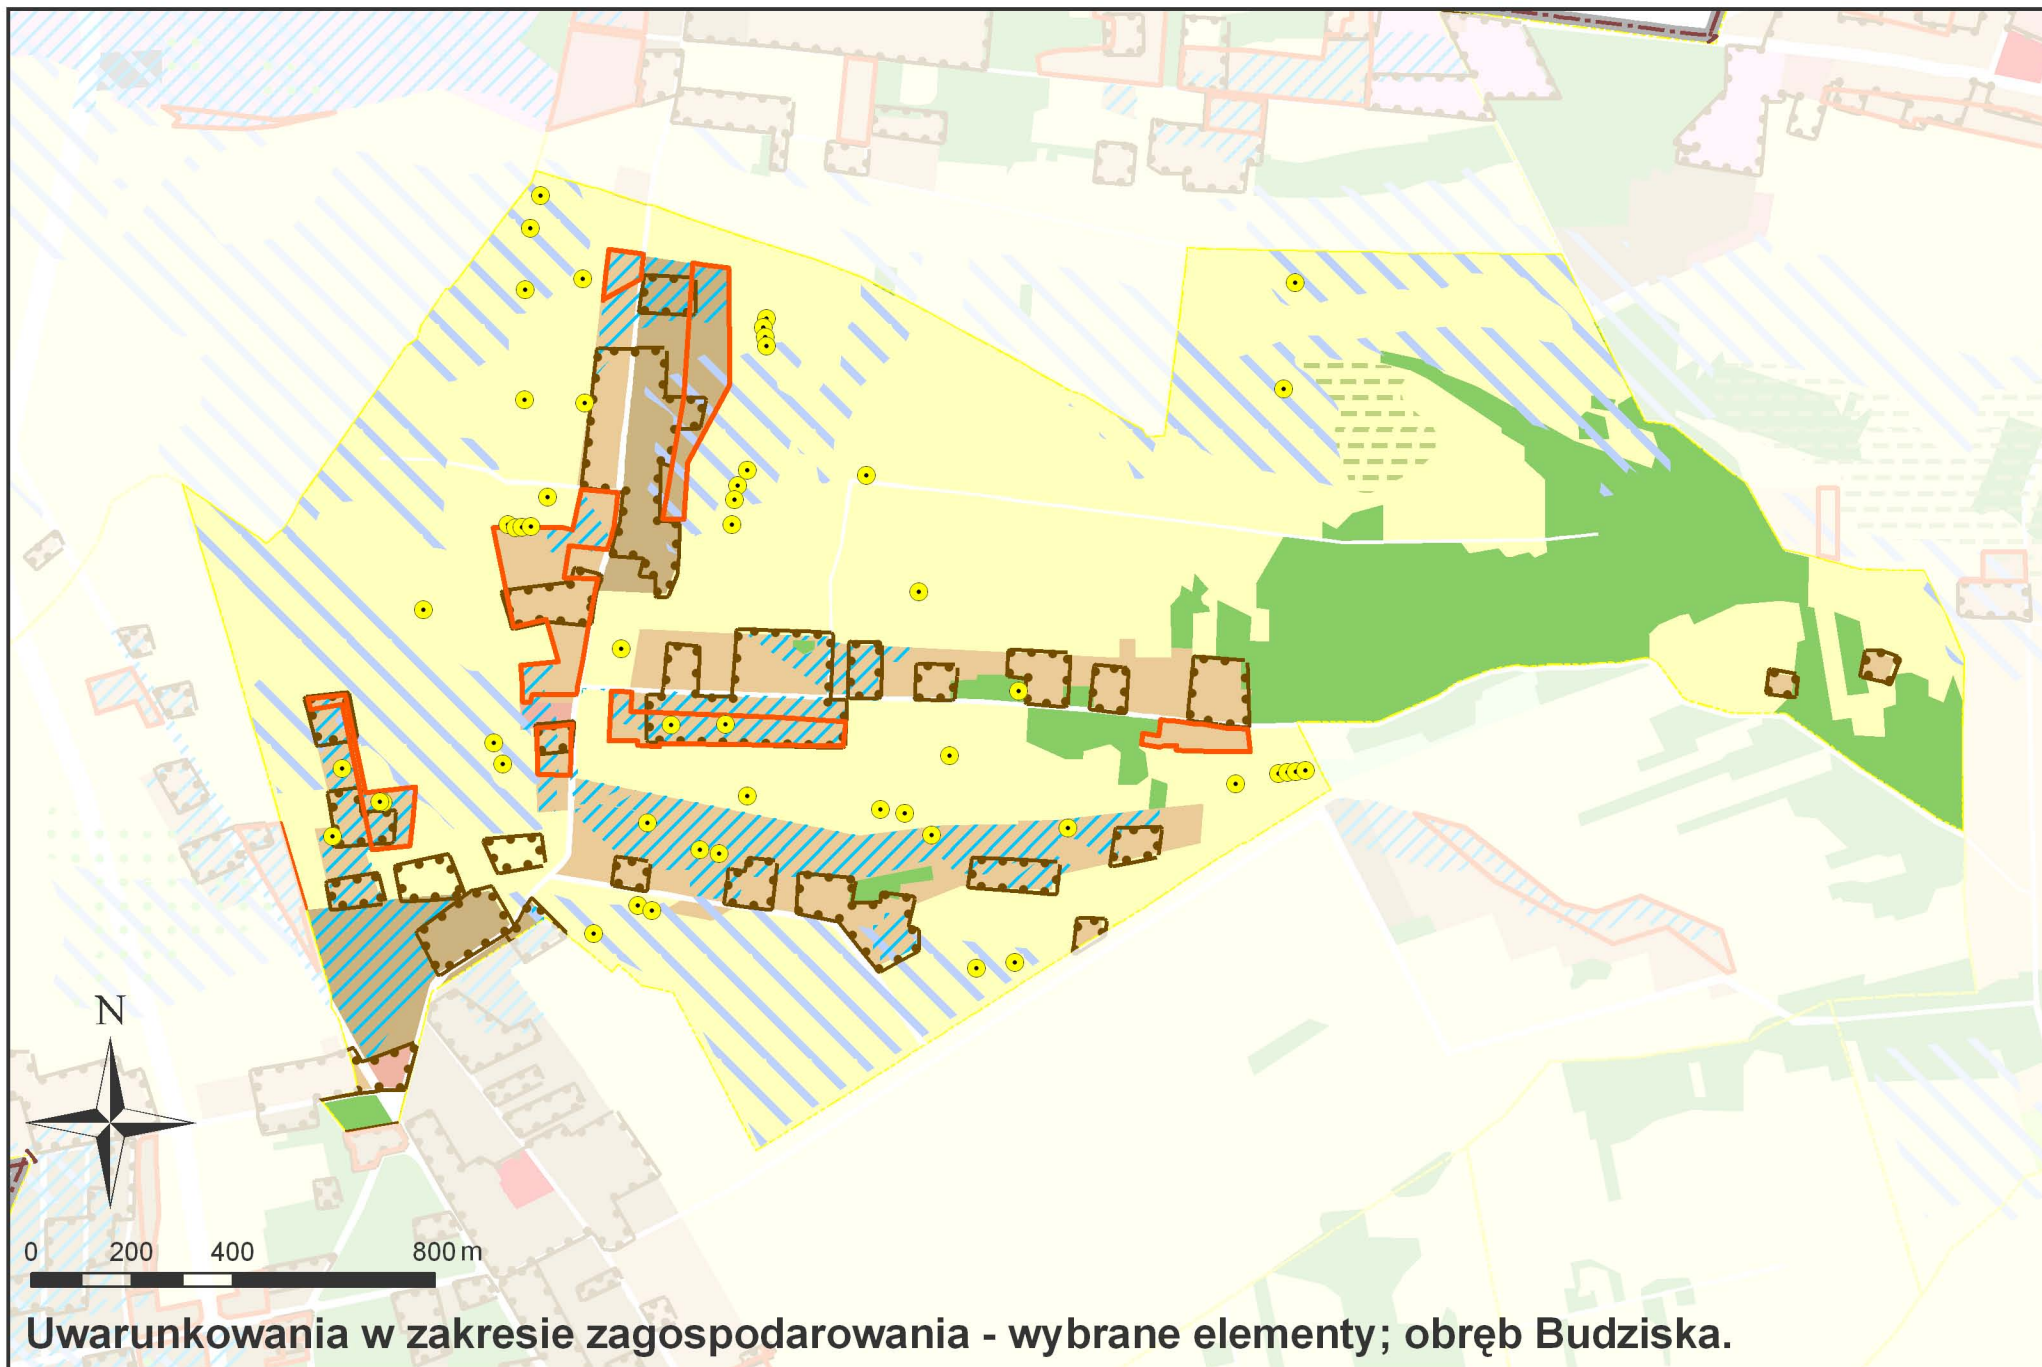 N
0 200 400 800 m
Uwarunkowania w zakresie zagospodarowania - wybrane elementy; obręb Budziska.